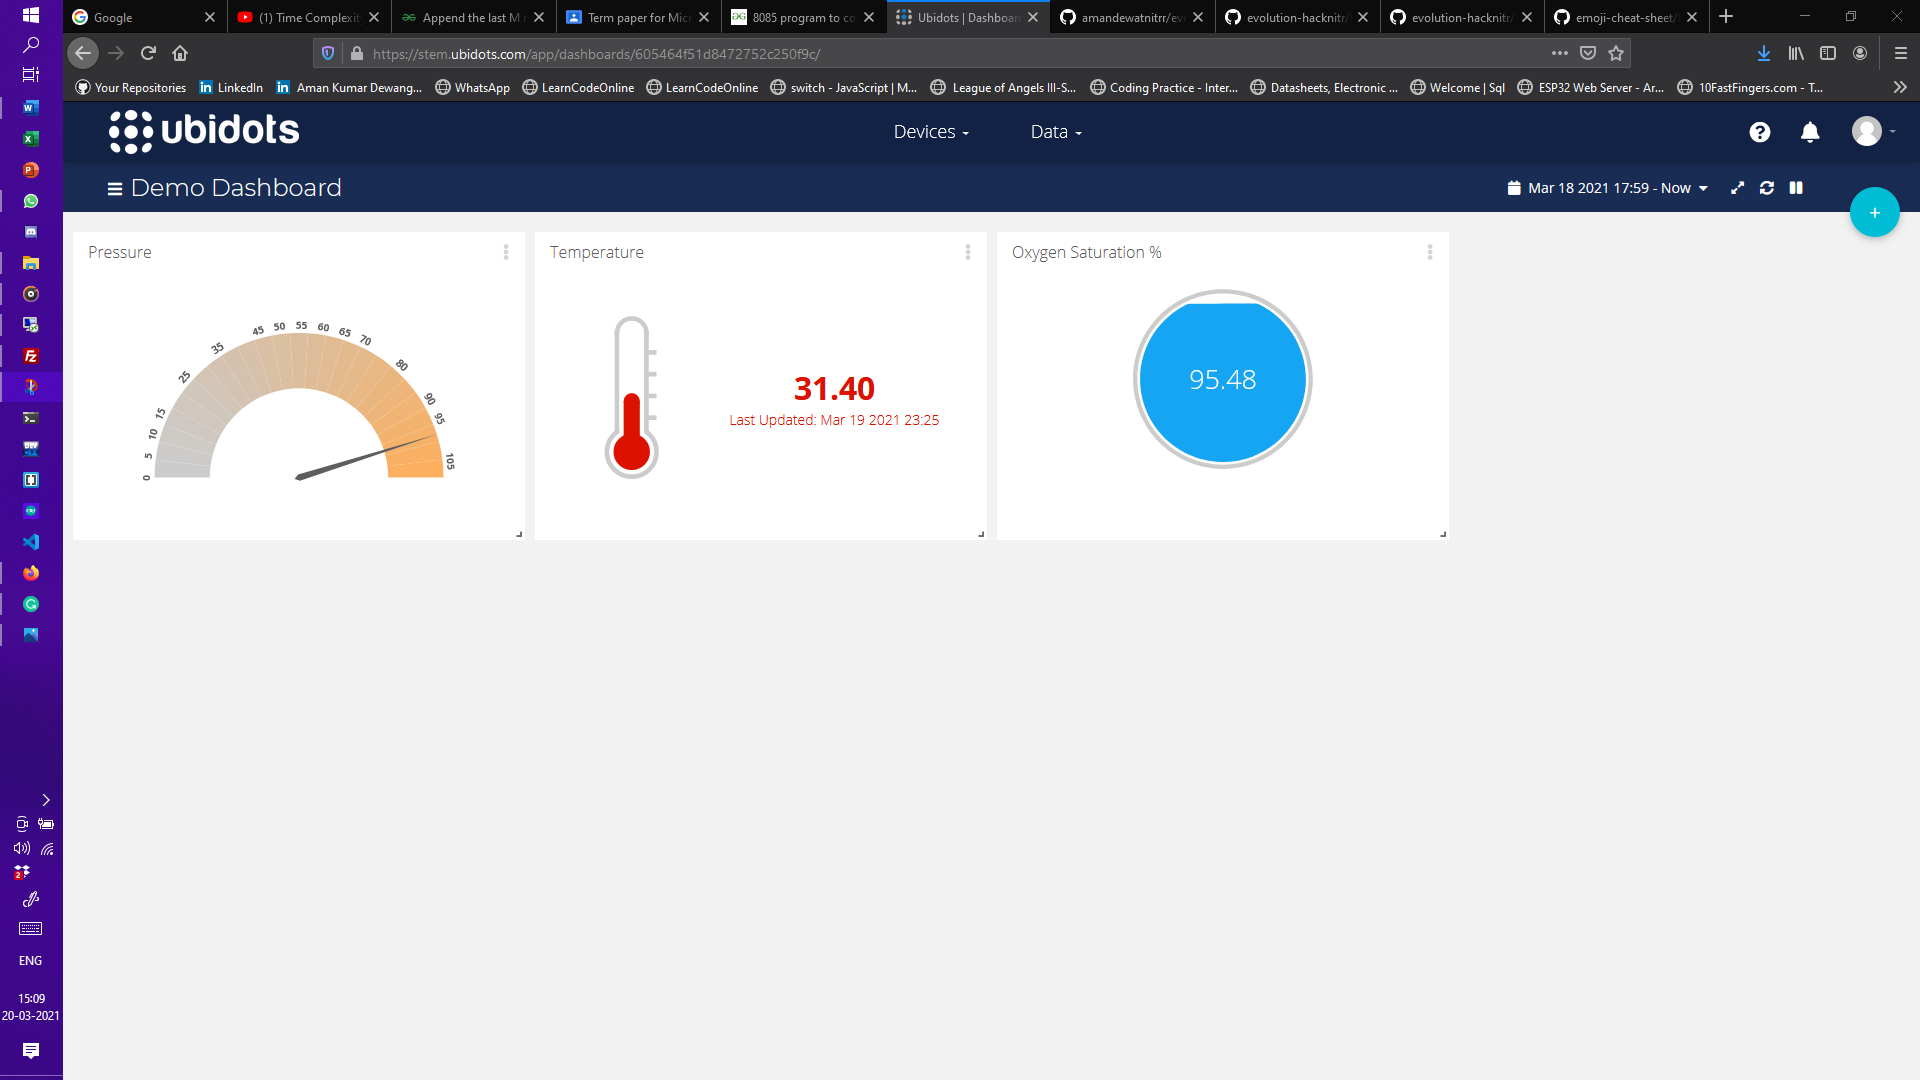 Google
(1) Time Complexit
Append the last M n
Term paper for Micr
8085 program to co
Ubidots | Dashboard
amandewatnitrr/evo
evolution-hacknitr/
evolution-hacknitr/
emoji-cheat-sheet/
https://stem.ubidots.com/app/dashboards/605464f51d8472752c250f9c/
Your Repositories
LinkedIn
Aman Kumar Dewang...
WhatsApp
LearnCodeOnline
LearnCodeOnline
switch - JavaScript | M...
League of Angels III-S...
Coding Practice - Inter...
Datasheets, Electronic ...
Welcome | Sql
ESP32 Web Server - Ar...
10FastFingers.com - T...
ubidots
Devices
Data
Demo Dashboard
Mar 18 2021 17:59 - Now
Pressure
0
5
10
15
25
35
45
50
55
60
65
70
80
90
95
105
Temperature
31.40
Last Updated: Mar 19 2021 23:25
Oxygen Saturation %
95.48
2
ENG
15:09
20-03-2021